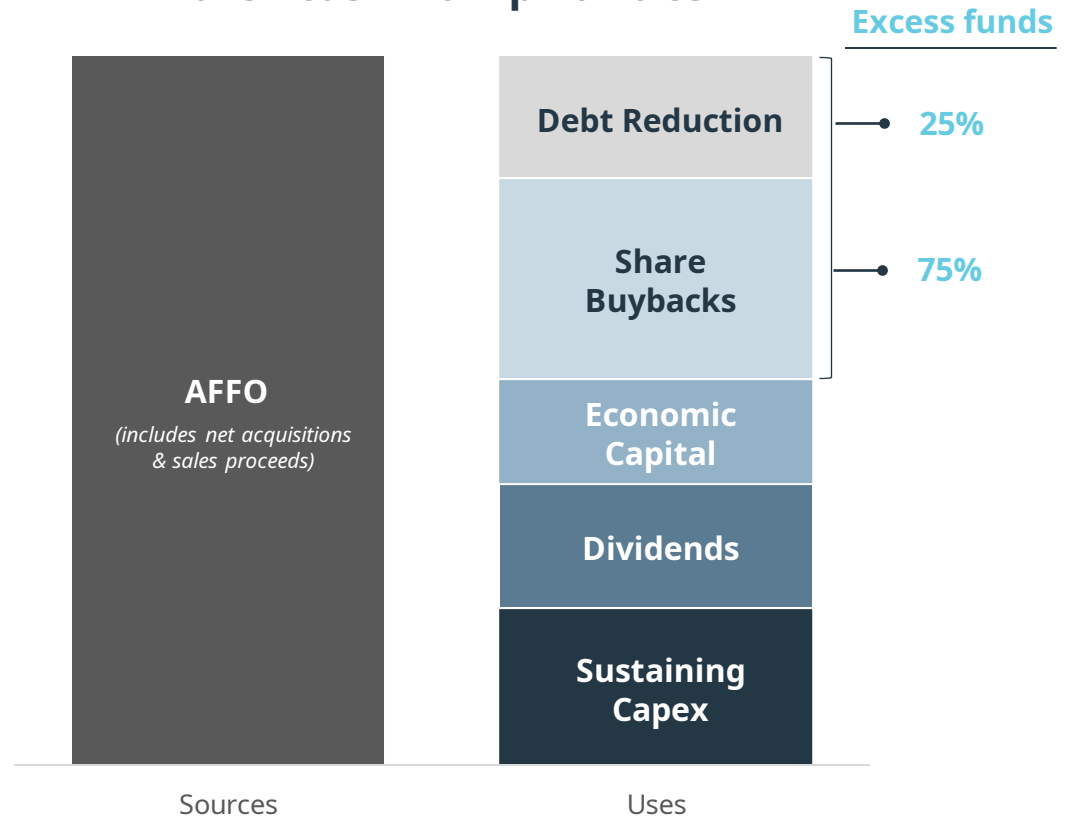 Excess funds
Debt Reduction
25%
Share
Buybacks
75%
AFFO
(includes net acquisitions
& sales proceeds)
Economic
Capital
Dividends
Sustaining
Capex
Sources
Uses